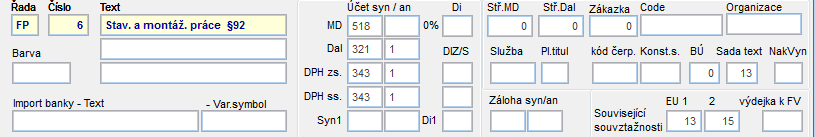 Řada Číslo Text Účet syn / an Di Stř.MD Stř.Dal Zakázka Code Organizace
FP 6 Stav. a montáž. práce §92 MD 518 0% 0 0 0
Dal 321 1 DIZ/S Služba Pl.titul kód čerp. Konst.s. BÚ Sada text NakVyn
Barva DPH zs. 343 1 0 13
DPH ss. 343 1
Import banky - Text - Var.symbol Záloha syn/an EU 1 2 výdejka k FV
Syn1 Di1 Související souvztažnosti 13 15